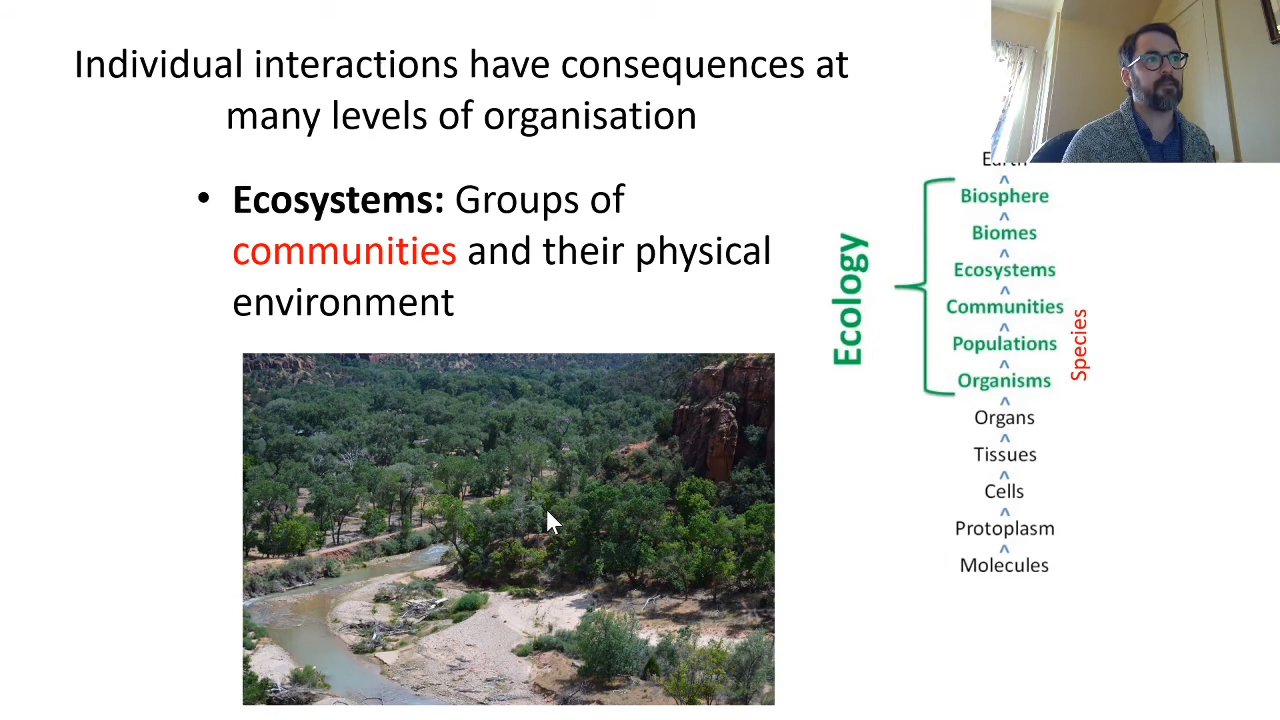 Individual interactions have consequences at
many levels of organisation
• Ecosystems: Groups of
communities and their physical
environment
Ecology
Earth
^
Biosphere
^
Biomes
^
Ecosystems
^
Communities
^
Populations
^
Organisms
^
Organs
^
Tissues
^
Cells
^
Protoplasm
^
Molecules
Species